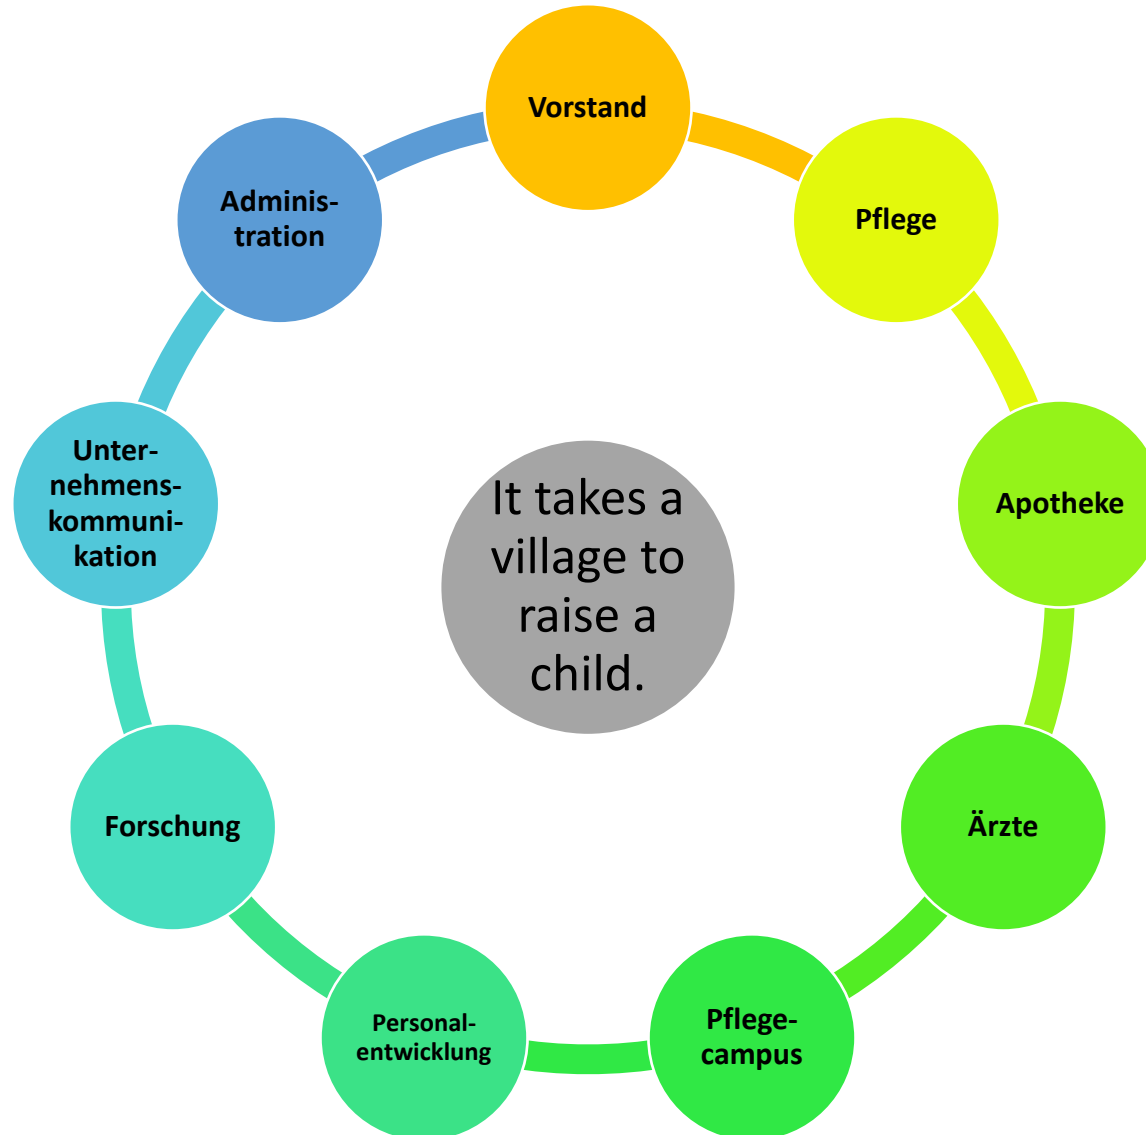 Vorstand
Pflege
Apotheke
Ärzte
Pflege-
campus
Personal-
entwicklung
Forschung
Unter-
nehmens-
kommuni-
kation
Adminis-
tration
It takes a
village to
raise a
child.